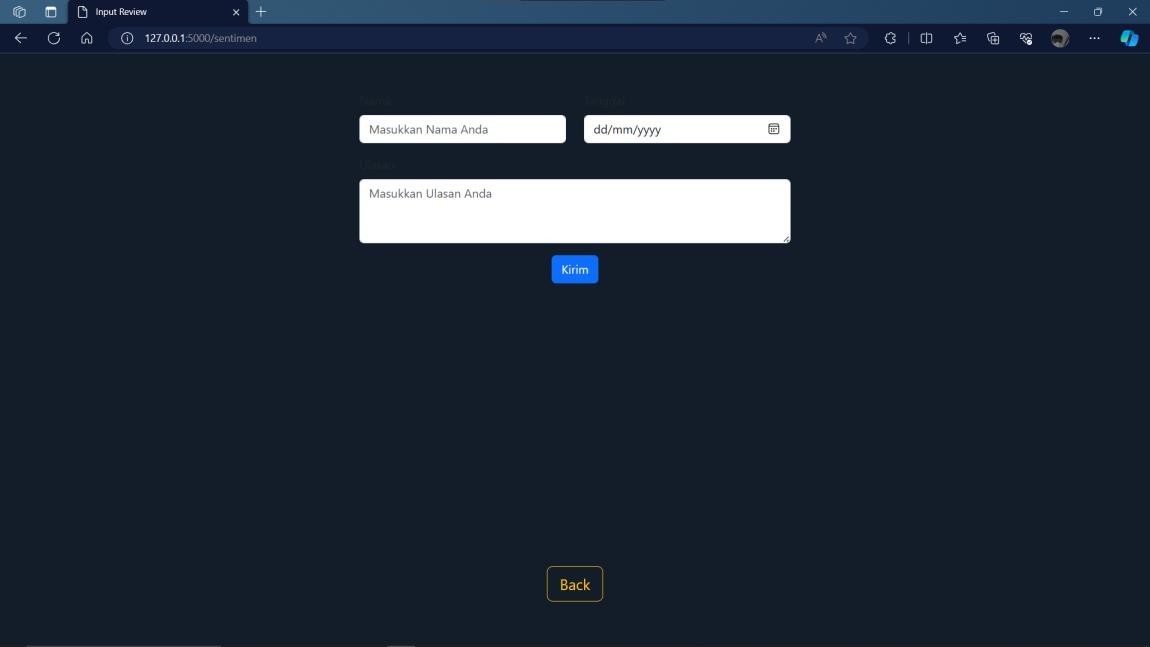 Input Review
127.0.0.1:5000/sentimen
Nama
Tanggal
Masukkan Nama Anda
dd/mm/yyyy
Ulasan
Masukkan Ulasan Anda
Kirim
Back